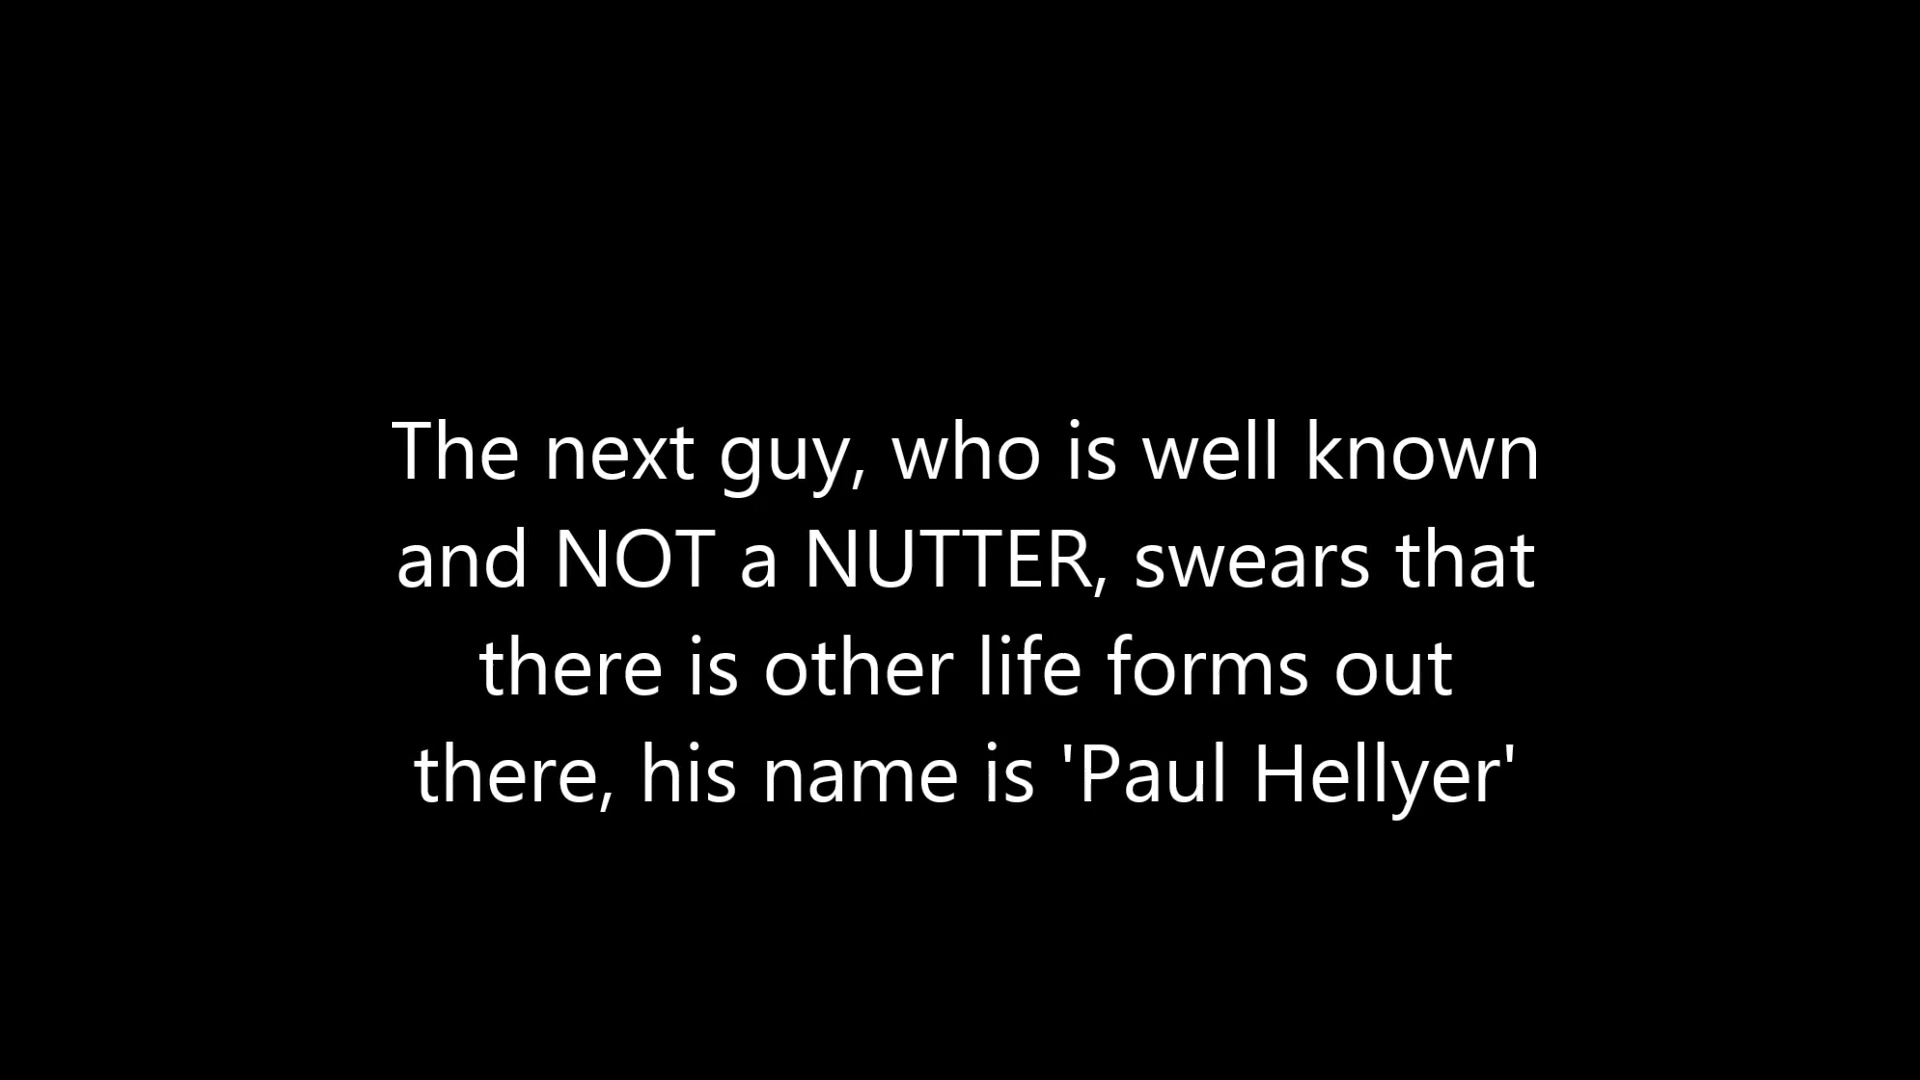 The next guy, who is well known
and NOT a NUTTER, swears that
there is other life forms out
there, his name is 'Paul Hellyer'